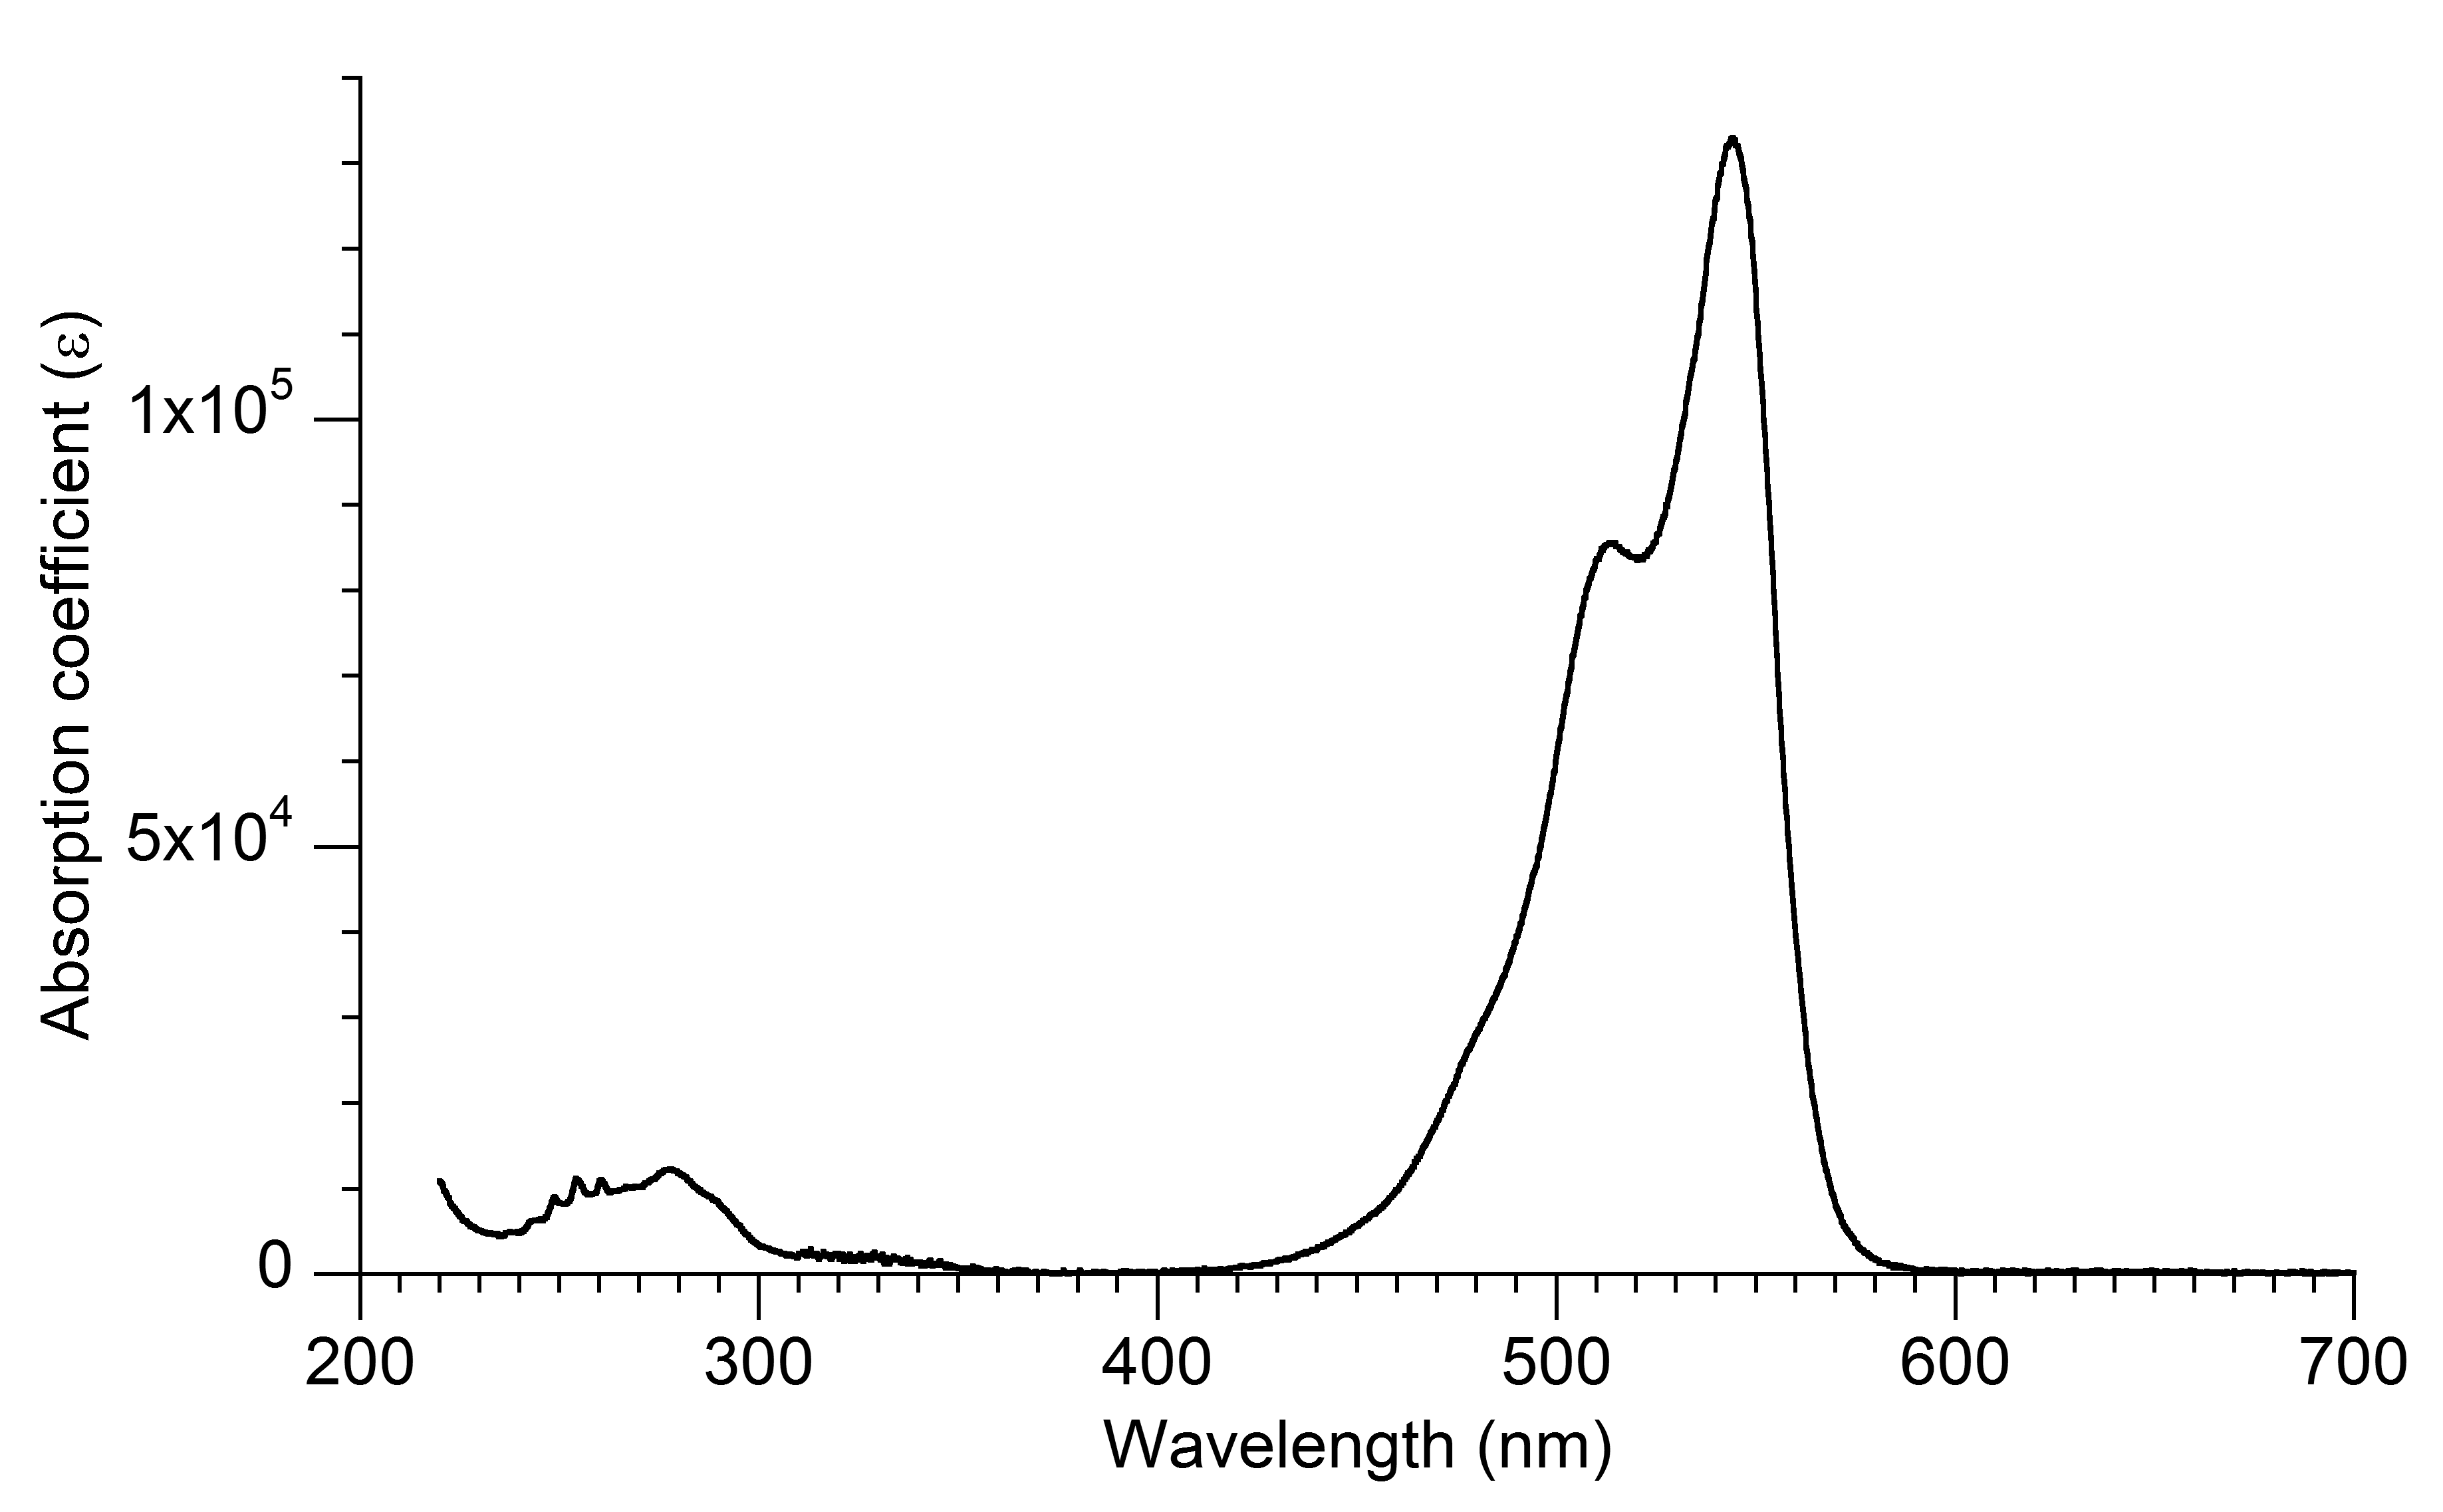 Absorption coefficient (ε)
1x10⁵
5x10⁴
0
200 300 400 500 600 700
Wavelength (nm)